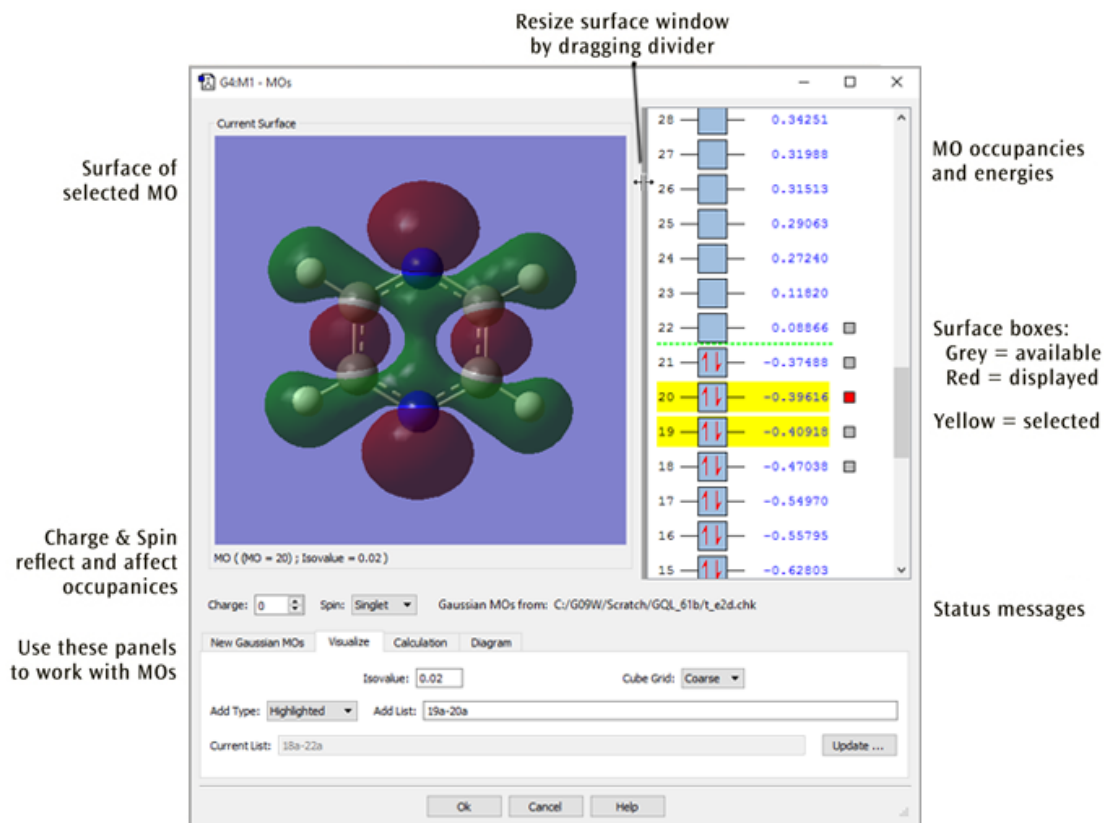 Resize surface window
by dragging divider
G4:M1 - MOs
Current Surface
Surface of
selected MO
28 0.34251
27 0.31988
26 0.31513
25 0.29063
24 0.27240
23 0.11820
22 0.08866
21 -0.37488
20 -0.39616
19 -0.40918
18 -0.47038
17 -0.54970
16 -0.55795
15 -0.62803
MO occupancies
and energies
Surface boxes:
Grey = available
Red = displayed
Yellow = selected
MO ( (MO = 20) ; Isovalue = 0.02 )
Charge & Spin
reflect and affect
occupanices
Charge: 0 Spin: Singlet Gaussian MOs from: C:/G09W/Scratch/GQL_61b/t_e2d.chk
Status messages
Use these panels
to work with MOs
New Gaussian MOs Visualize Calculation Diagram
Isovalue: 0.02 Cube Grid: Coarse
Add Type: Highlighted Add List: 19a-20a
Current List: 18a-22a Update ...
Ok Cancel Help